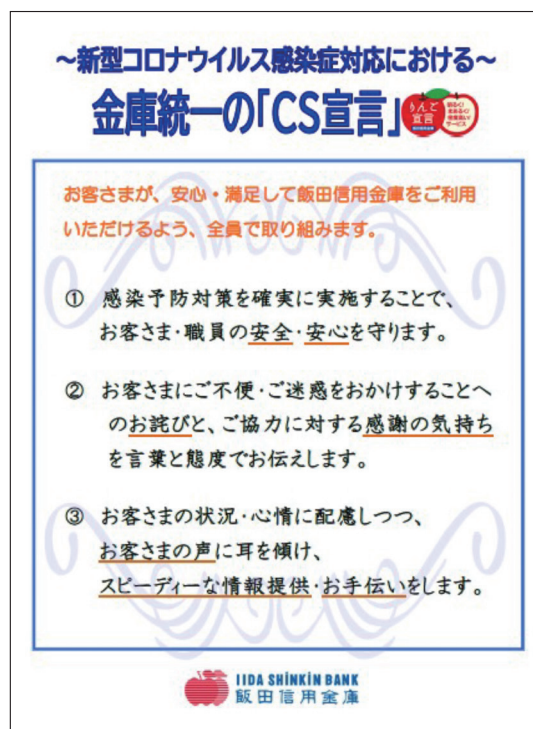 ～新型コロナウイルス感染症対応における～
金庫統一の「CS宣言」
りんご
宣言
お客さまが、安心・満足して飯田信用金庫をご利用
いただけるよう、全員で取り組みます。
① 感染予防対策を確実に実施することで、
お客さま・職員の安全・安心を守ります。
② お客さまにご不便・ご迷惑をおかけすることへ
のお詫びと、ご協力に対する感謝の気持ち
を言葉と態度でお伝えします。
③ お客さまの状況・心情に配慮しつつ、
お客さまの声に耳を傾け、
スピーディーな情報提供・お手伝いをします。
IIDA SHINKIN BANK
飯田信用金庫